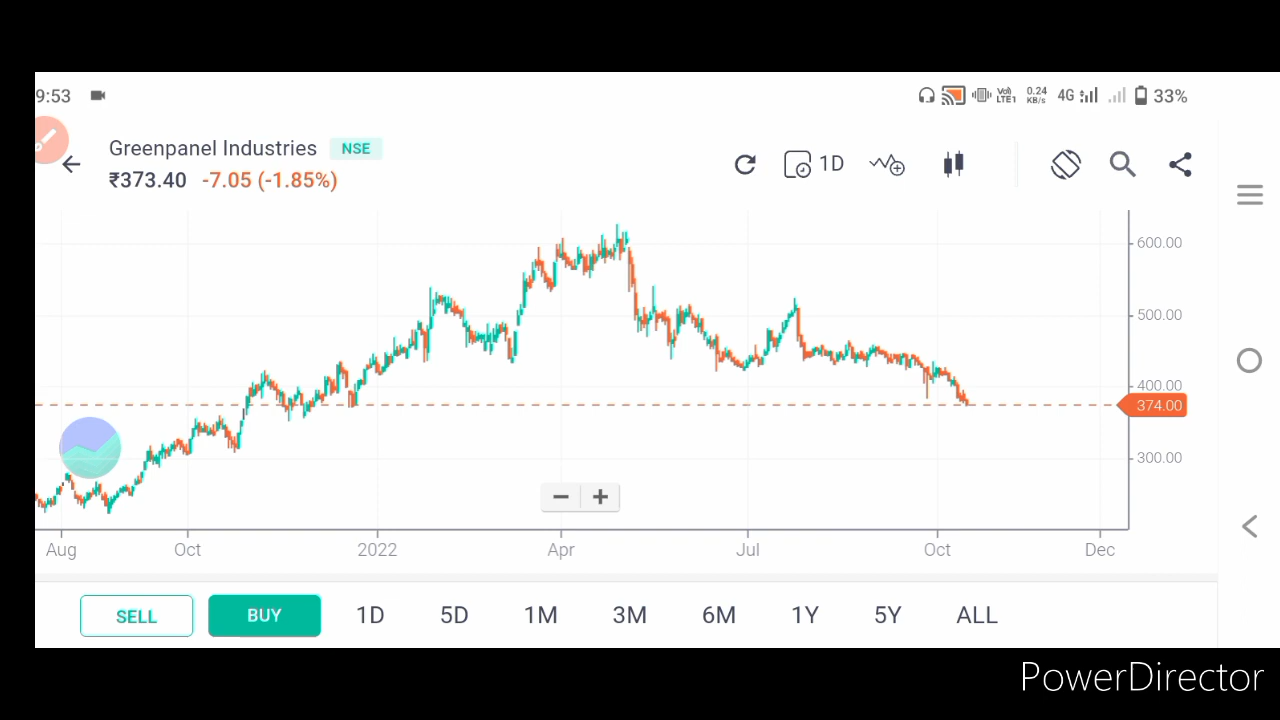 9:53 Vol) LTE1 0.24 KB/s 4G 33%
Greenpanel Industries NSE
₹373.40 -7.05 (-1.85%)
1D
600.00
500.00
400.00
374.00
300.00
Aug Oct 2022 Apr Jul Oct Dec
SELL BUY 1D 5D 1M 3M 6M 1Y 5Y ALL
PowerDirector